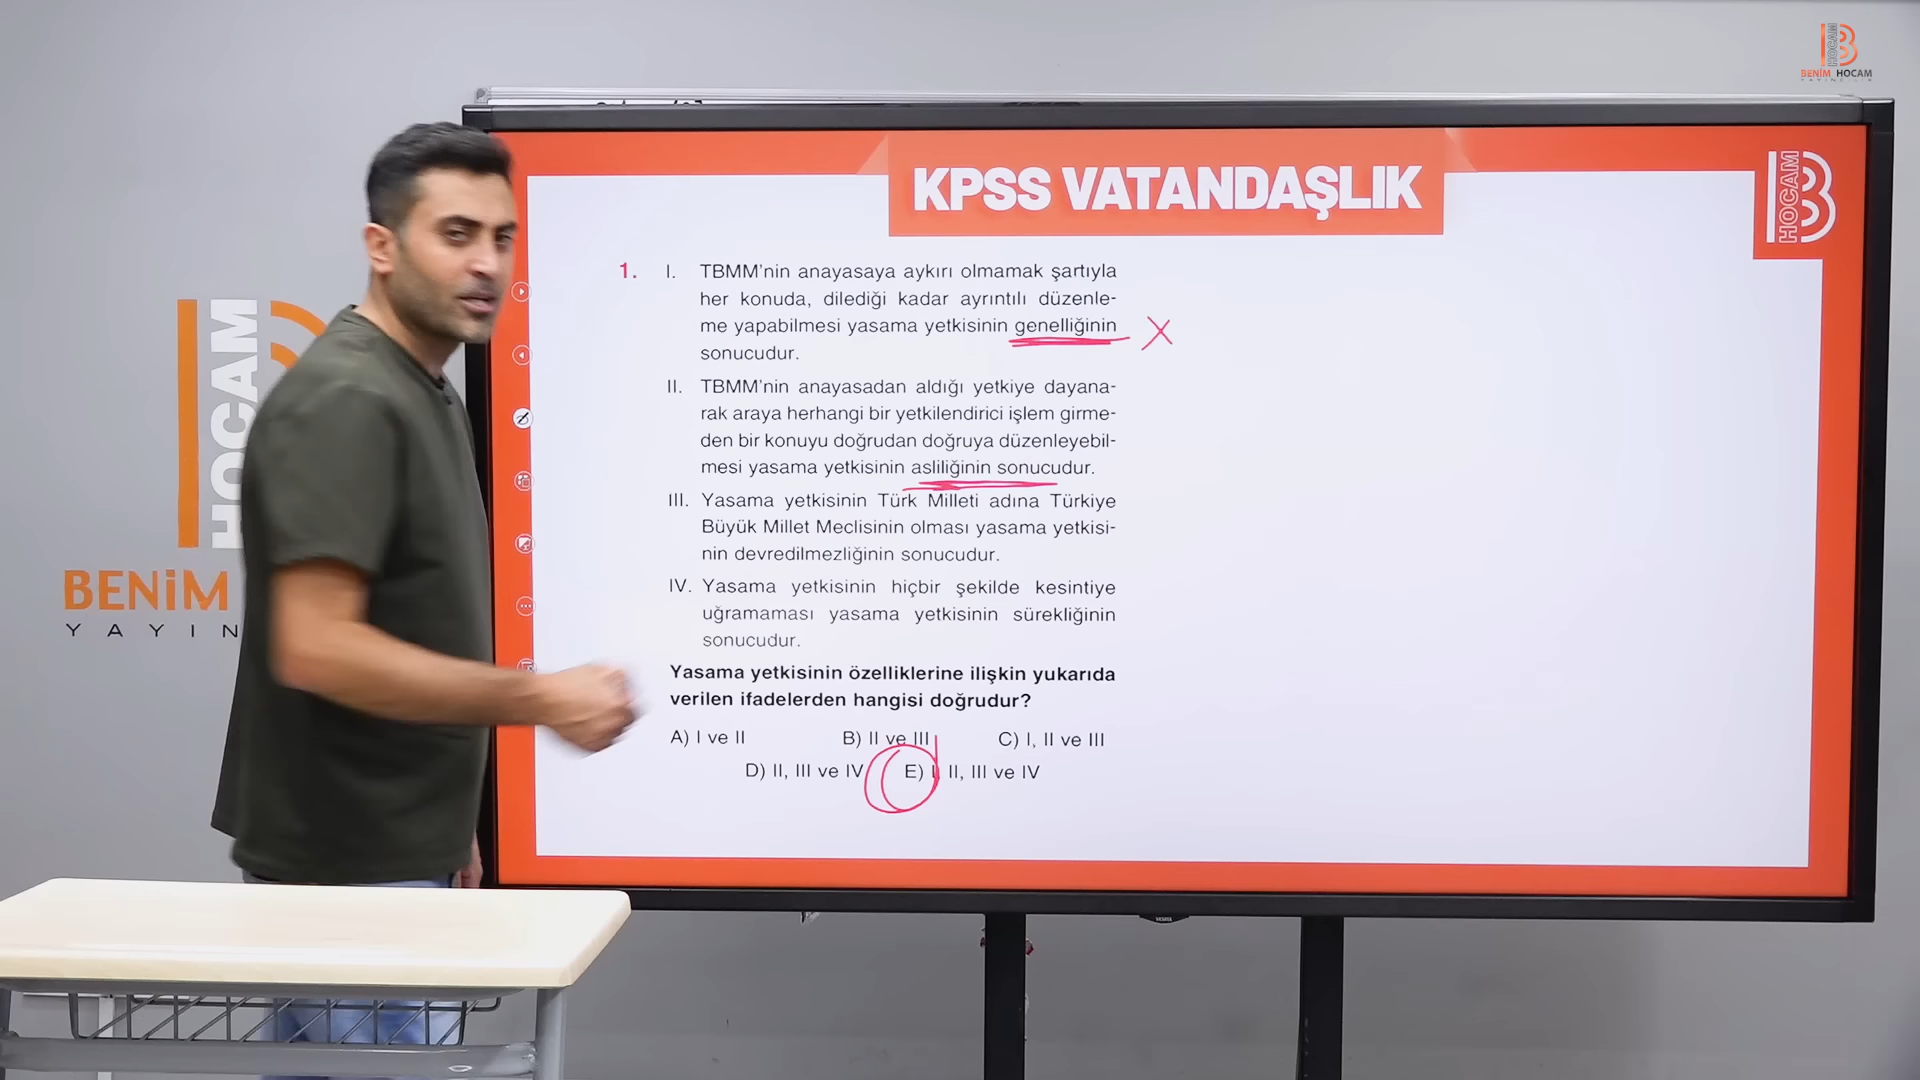 HOCAM
BENİM HOCAM
YAYINCILIK
KPSS VATANDAŞLIK
HOCAM
1. I. TBMM'nin anayasaya aykırı olmamak şartıyla
her konuda, dilediği kadar ayrıntılı düzenle-
me yapabilmesi yasama yetkisinin genelliğinin
sonucudur.
II. TBMM'nin anayasadan aldığı yetkiye dayana-
rak araya herhangi bir yetkilendirici işlem girme-
den bir konuyu doğrudan doğruya düzenleyebil-
mesi yasama yetkisinin asliliğinin sonucudur.
III. Yasama yetkisinin Türk Milleti adına Türkiye
Büyük Millet Meclisinin olması yasama yetkisi-
nin devredilmezliğinin sonucudur.
IV. Yasama yetkisinin hiçbir şekilde kesintiye
uğramaması yasama yetkisinin sürekliğinin
sonucudur.
Yasama yetkisinin özelliklerine ilişkin yukarıda
verilen ifadelerden hangisi doğrudur?
A) I ve II B) II ve III C) I, II ve III
D) II, III ve IV E) I, II, III ve IV
HOCAM
BENİM
YAYIN